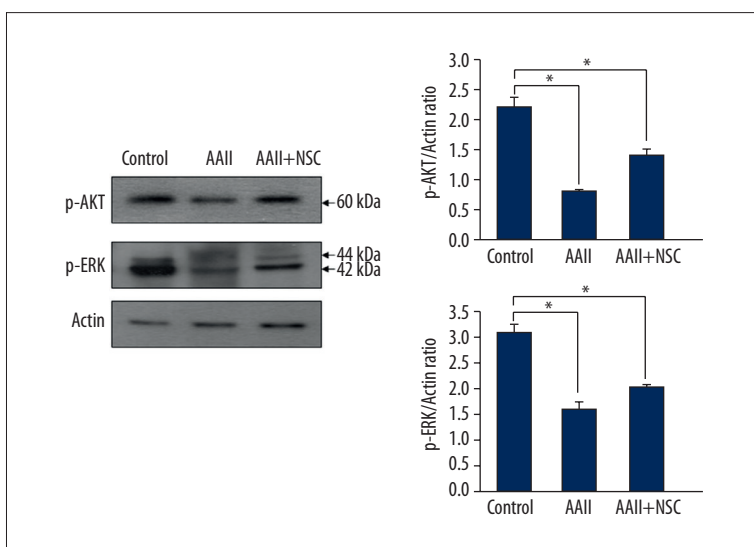 Control AAII AAII+NSC
p-AKT
60 kDa
p-ERK
44 kDa
42 kDa
Actin
3.0
2.5
2.0
1.5
1.0
0.5
0.0
p-AKT/Actin ratio
*
*
Control AAII AAII+NSC
3.5
3.0
2.5
2.0
1.5
1.0
0.5
0.0
p-ERK/Actin ratio
*
*
Control AAII AAII+NSC